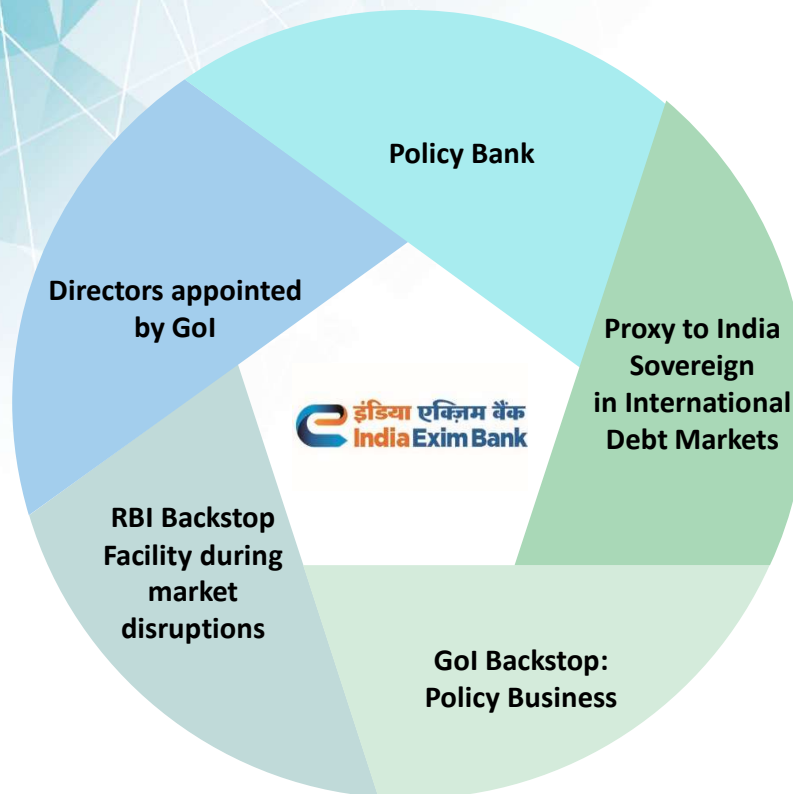 Policy Bank
Directors appointed
by GoI
Proxy to India
Sovereign
in International
Debt Markets
इंडिया एक्ज़िम बैंक
India Exim Bank
RBI Backstop
Facility during
market
disruptions
GoI Backstop:
Policy Business